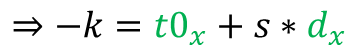 ⇒ −k = t0ₓ + s ∗ dₓ